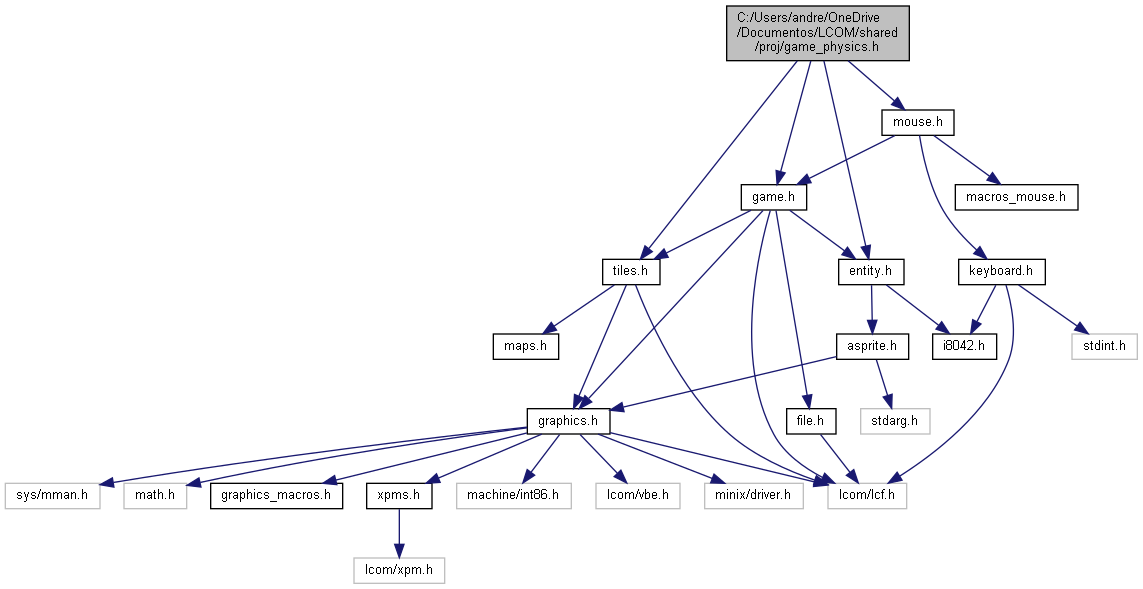 C:/Users/andre/OneDrive
/Documentos/LCOM/shared
/proj/game_physics.h
mouse.h
game.h
macros_mouse.h
tiles.h
entity.h
keyboard.h
maps.h
asprite.h
i8042.h
stdint.h
graphics.h
file.h
stdarg.h
sys/mman.h
math.h
graphics_macros.h
xpms.h
machine/int86.h
lcom/vbe.h
minix/driver.h
lcom/lcf.h
lcom/xpm.h